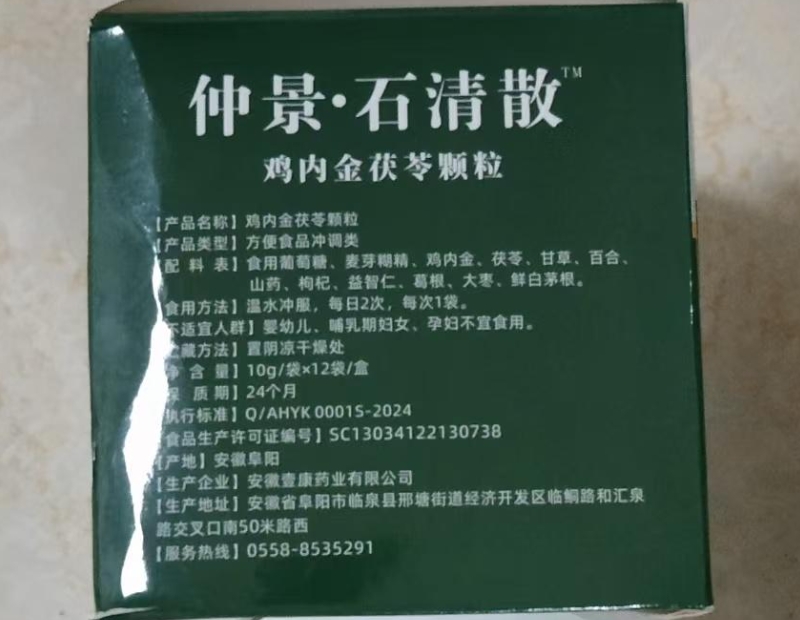 仲景·石清散™
鸡内金茯苓颗粒
【产品名称】鸡内金茯苓颗粒
【产品类型】方便食品冲调类
【配 料 表】食用葡萄糖、麦芽糊精、鸡内金、茯苓、甘草、百合、
山药、枸杞、益智仁、葛根、大枣、鲜白茅根。
食用方法】温水冲服，每日2次，每次1袋。
不适宜人群】婴幼儿、哺乳期妇女、孕妇不宜食用。
贮藏方法】置阴凉干燥处
净 含 量】10g/袋×12袋/盒
保 质 期】24个月
执行标准】Q/AHYK 0001S-2024
食品生产许可证编号】SC13034122130738
【产地】安徽阜阳
【生产企业】安徽壹康药业有限公司
【生产地址】安徽省阜阳市临泉县邢塘街道经济开发区临鲖路和汇泉
路交叉口南50米路西
【服务热线】0558-8535291